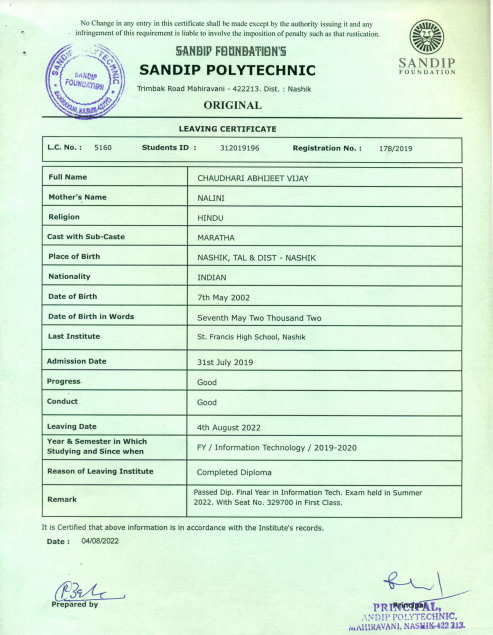 No Change in any entry in this certificate shall be made except by the authority issuing it and any
infringement of this requirement is liable to involve the imposition of penalty such as that rustication.
SANDIP FOUNDATION'S
SANDIP POLYTECHNIC
Trimbak Road Mahiravani - 422213. Dist. : Nashik
ORIGINAL
SANDIP
FOUNDATION
SANDIP POLYTECHNIC
SANDIP
FOUNDATION
LEAVING CERTIFICATE
L.C. No. : 5160 Students ID : 312019196 Registration No. : 178/2019
Full Name CHAUDHARI ABHIJEET VIJAY
Mother's Name NALINI
Religion HINDU
Cast with Sub-Caste MARATHA
Place of Birth NASHIK, TAL & DIST - NASHIK
Nationality INDIAN
Date of Birth 7th May 2002
Date of Birth in Words Seventh May Two Thousand Two
Last Institute St. Francis High School, Nashik
Admission Date 31st July 2019
Progress Good
Conduct Good
Leaving Date 4th August 2022
Year & Semester in Which
Studying and Since when FY / Information Technology / 2019-2020
Reason of Leaving Institute Completed Diploma
Remark Passed Dip. Final Year in Information Tech. Exam held in Summer
2022. With Seat No. 329700 in First Class.
It is Certified that above information is in accordance with the Institute's records.
Date : 04/08/2022
Prepared by
Principal
PRINCIPAL,
SANDIP POLYTECHNIC,
MAHIRAVANI, NASHIK-422 213.